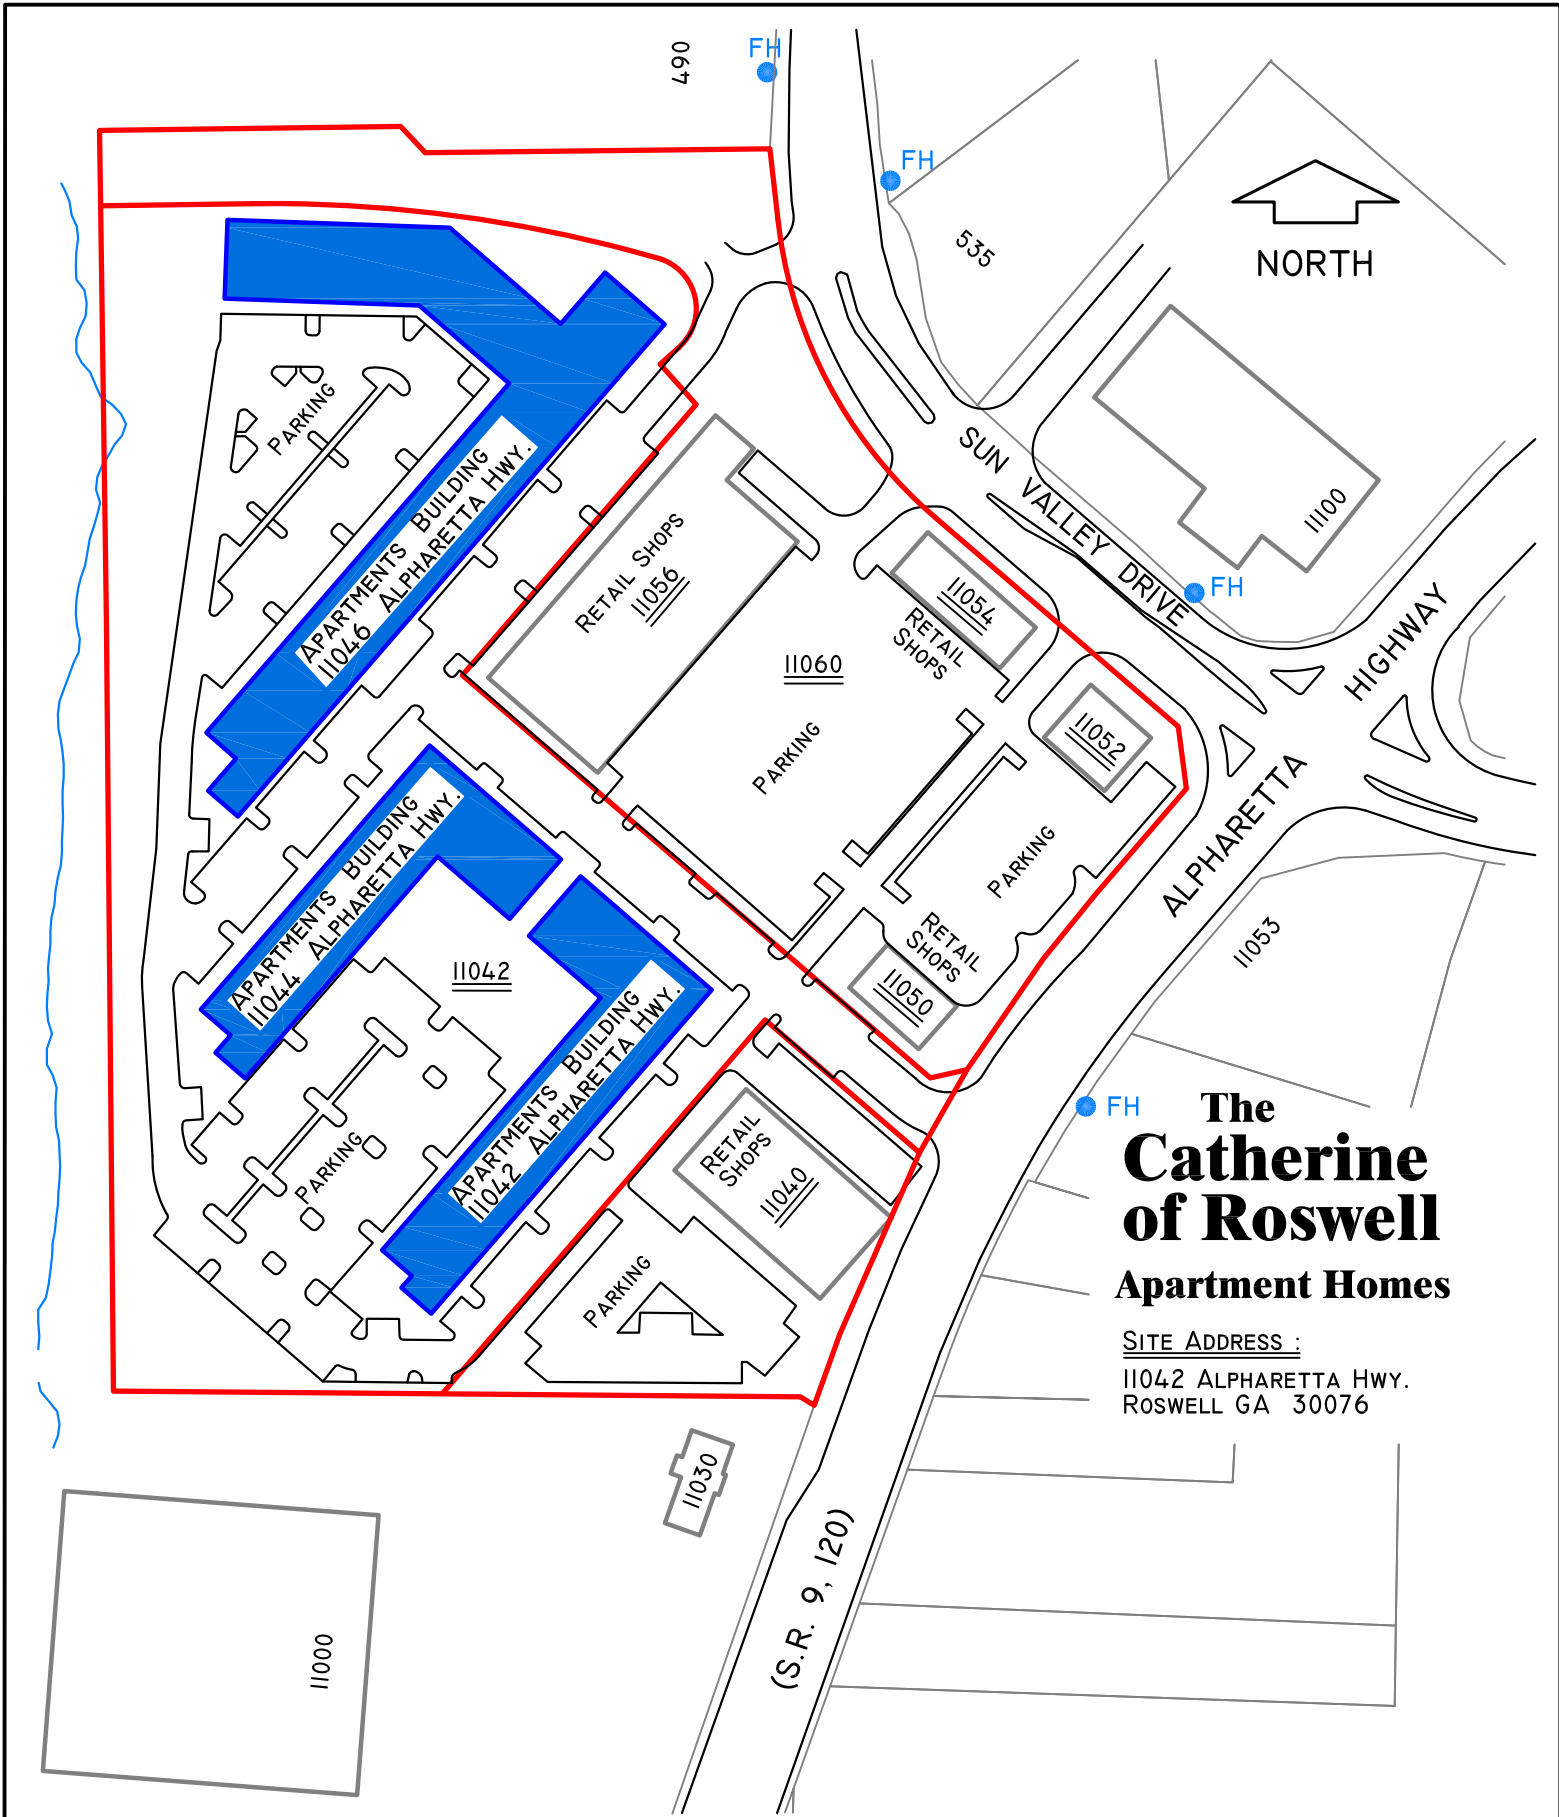 490
FH
FH
535
NORTH
PARKING
SUN VALLEY DRIVE
11100
FH
APARTMENTS BUILDING
11046 ALPHARETTA HWY.
RETAIL SHOPS
11056
11054
RETAIL
SHOPS
11060
PARKING
11052
ALPHARETTA HIGHWAY
APARTMENTS BUILDING
11044 ALPHARETTA HWY.
PARKING
RETAIL
SHOPS
11050
11053
11042
APARTMENTS BUILDING
11042 ALPHARETTA HWY.
PARKING
FH
RETAIL
SHOPS
11040
PARKING
The
Catherine
of Roswell
Apartment Homes
SITE ADDRESS :
11042 ALPHARETTA HWY.
ROSWELL GA 30076
11030
(S.R. 9, 120)
11000